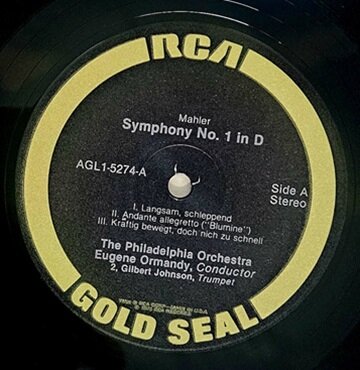 RCA
Mahler
Symphony No. 1 in D
AGL1-5274-A
Side A
Stereo
I. Langsam, schleppend
II. Andante allegretto ("Blumine")
III. Kräftig bewegt, doch nich zu schnell
The Philadelphia Orchestra
Eugene Ormandy, Conductor
2, Gilbert Johnson, Trumpet
GOLD SEAL